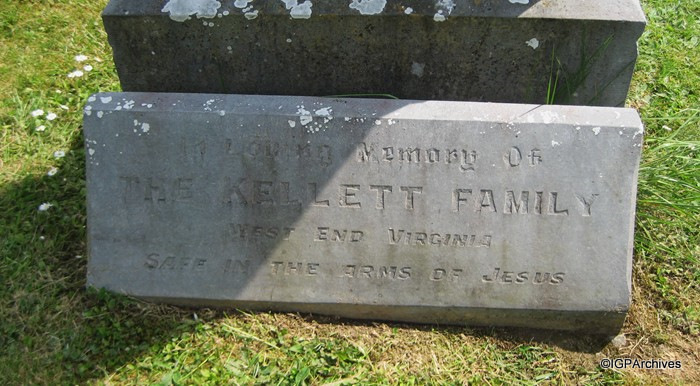 In Loving Memory Of
THE KELLETT FAMILY
WEST END VIRGINIA
SAFE IN THE ARMS OF JESUS
©IGPArchives